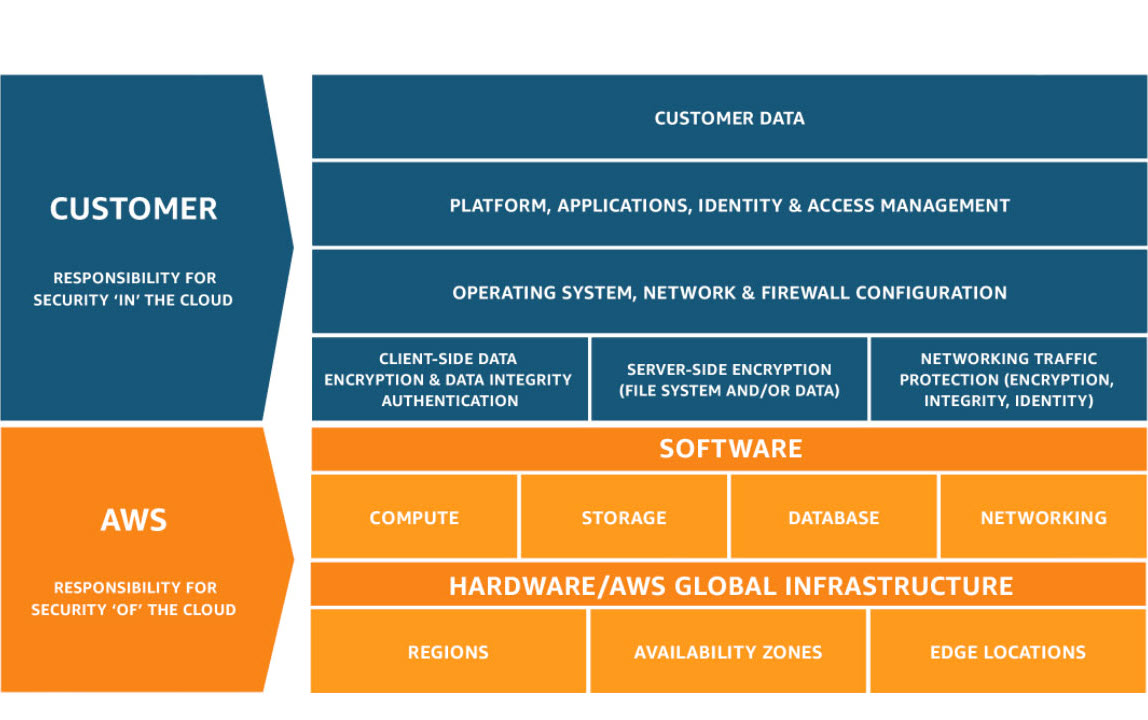 CUSTOMER
RESPONSIBILITY FOR
SECURITY ‘IN’ THE CLOUD
CUSTOMER DATA
PLATFORM, APPLICATIONS, IDENTITY & ACCESS MANAGEMENT
OPERATING SYSTEM, NETWORK & FIREWALL CONFIGURATION
CLIENT-SIDE DATA
ENCRYPTION & DATA INTEGRITY
AUTHENTICATION
SERVER-SIDE ENCRYPTION
(FILE SYSTEM AND/OR DATA)
NETWORKING TRAFFIC
PROTECTION (ENCRYPTION,
INTEGRITY, IDENTITY)
AWS
RESPONSIBILITY FOR
SECURITY ‘OF’ THE CLOUD
SOFTWARE
COMPUTE
STORAGE
DATABASE
NETWORKING
HARDWARE/AWS GLOBAL INFRASTRUCTURE
REGIONS
AVAILABILITY ZONES
EDGE LOCATIONS